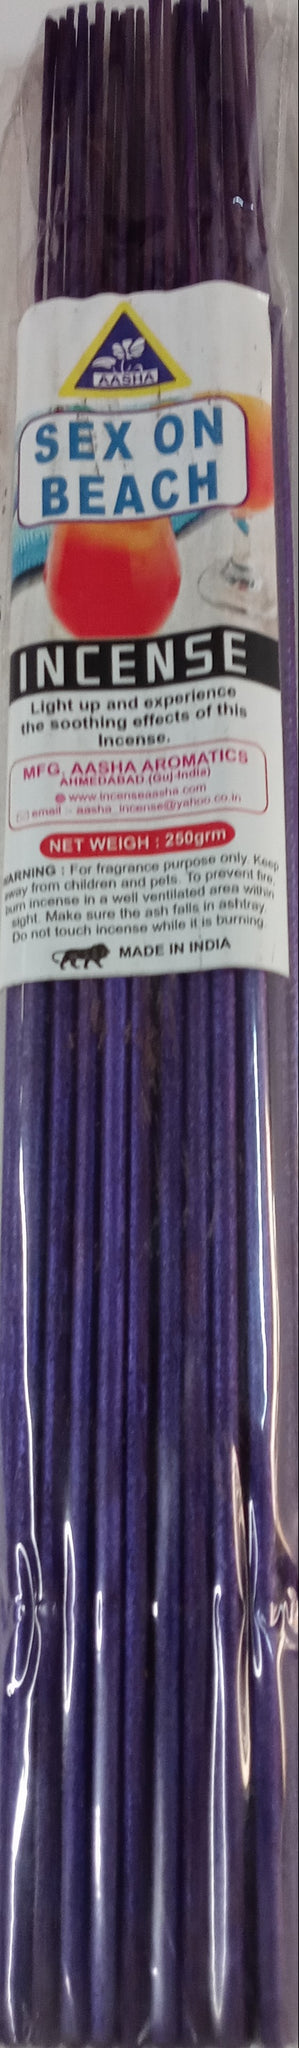 AASHA
SEX ON
BEACH
INCENSE
Light up and experience
the soothing effects of this
Incense.
MFG. AASHA AROMATICS
AHMEDABAD (Guj-India)
www.incenseaasha.com
email - aasha_incense@yahoo.co.in
NET WEIGH : 250grm
WARNING : For fragrance purpose only. Keep
away from children and pets. To prevent fire,
burn incense in a well ventilated area within
sight. Make sure the ash falls in ashtray.
Do not touch incense while it is burning.
MADE IN INDIA